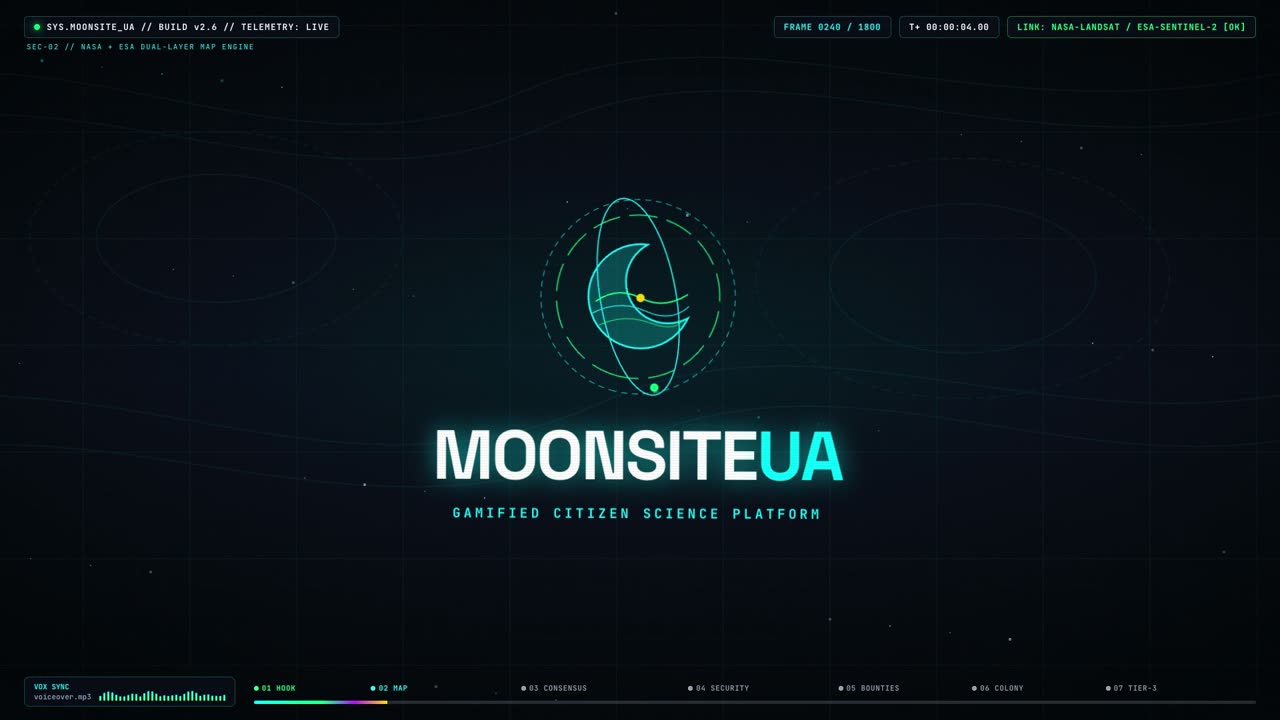 SYS.MOONSITE_UA // BUILD v2.6 // TELEMETRY: LIVE
FRAME 0240 / 1800
T+ 00:00:04.00
LINK: NASA-LANDSAT / ESA-SENTINEL-2 [OK]
SEC-02 // NASA + ESA DUAL-LAYER MAP ENGINE
MOONSITEUA
GAMIFIED CITIZEN SCIENCE PLATFORM
VOX SYNC
voiceover.mp3
01 HOOK
02 MAP
03 CONSENSUS
04 SECURITY
05 BOUNTIES
06 COLONY
07 TIER-3